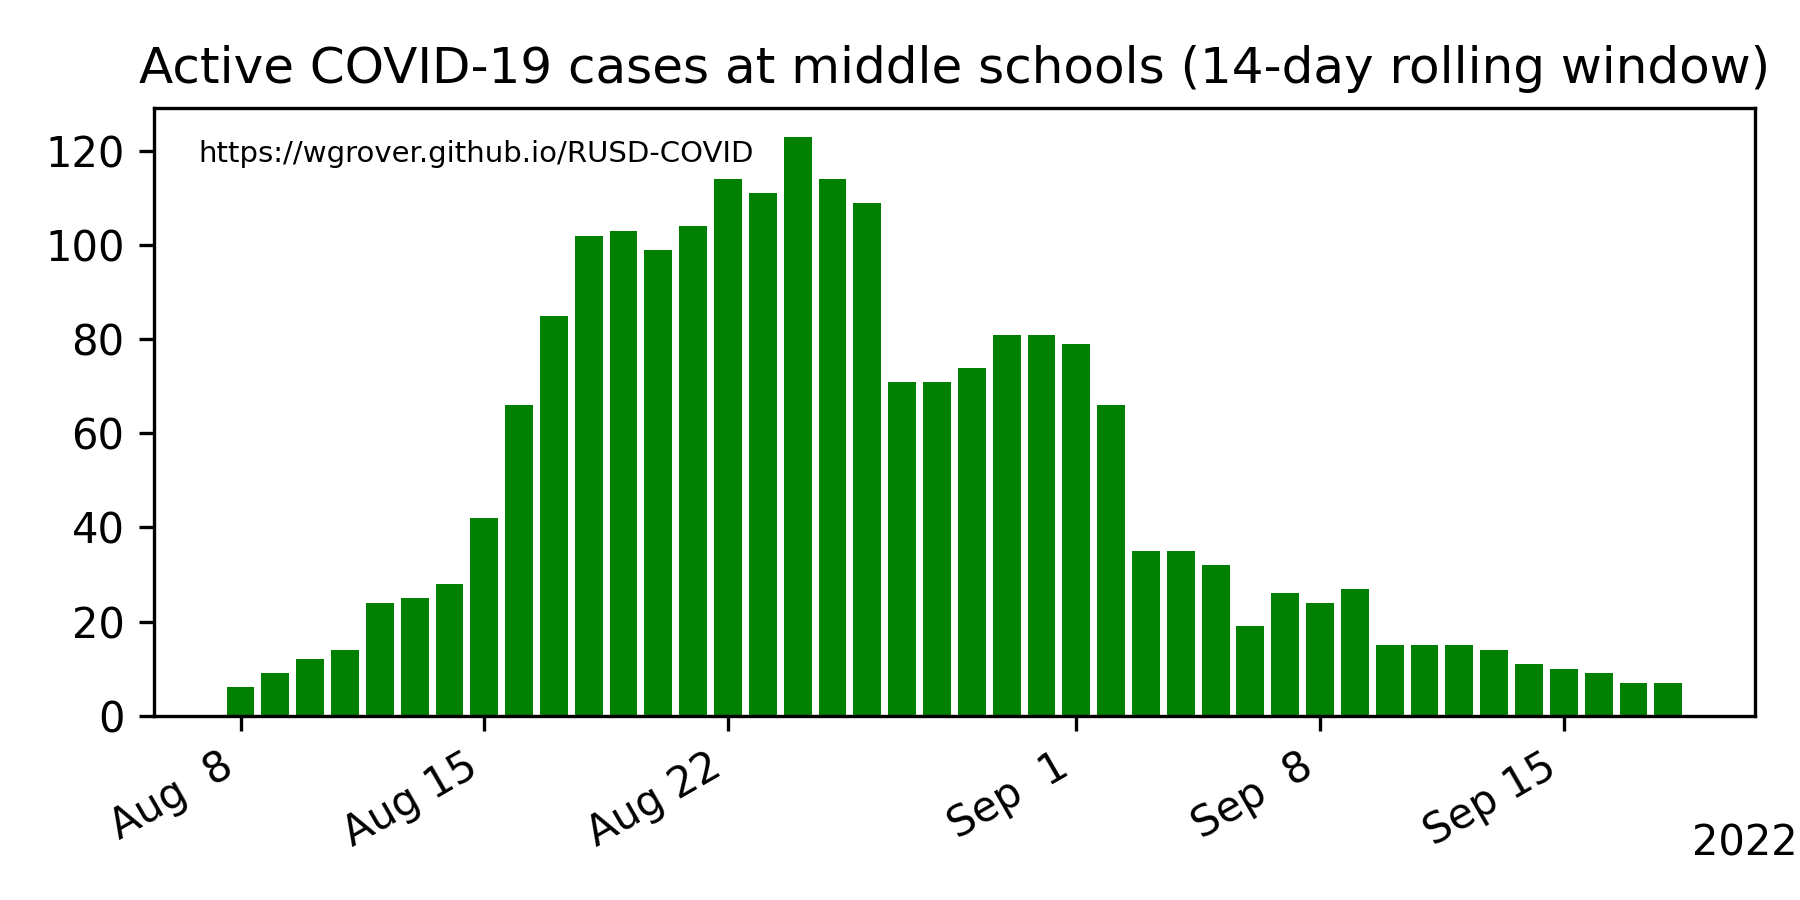 Active COVID-19 cases at middle schools (14-day rolling window)
https://wgrover.github.io/RUSD-COVID
120
100
80
60
40
20
0
Aug 8
Aug 15
Aug 22
Sep 1
Sep 8
Sep 15
2022